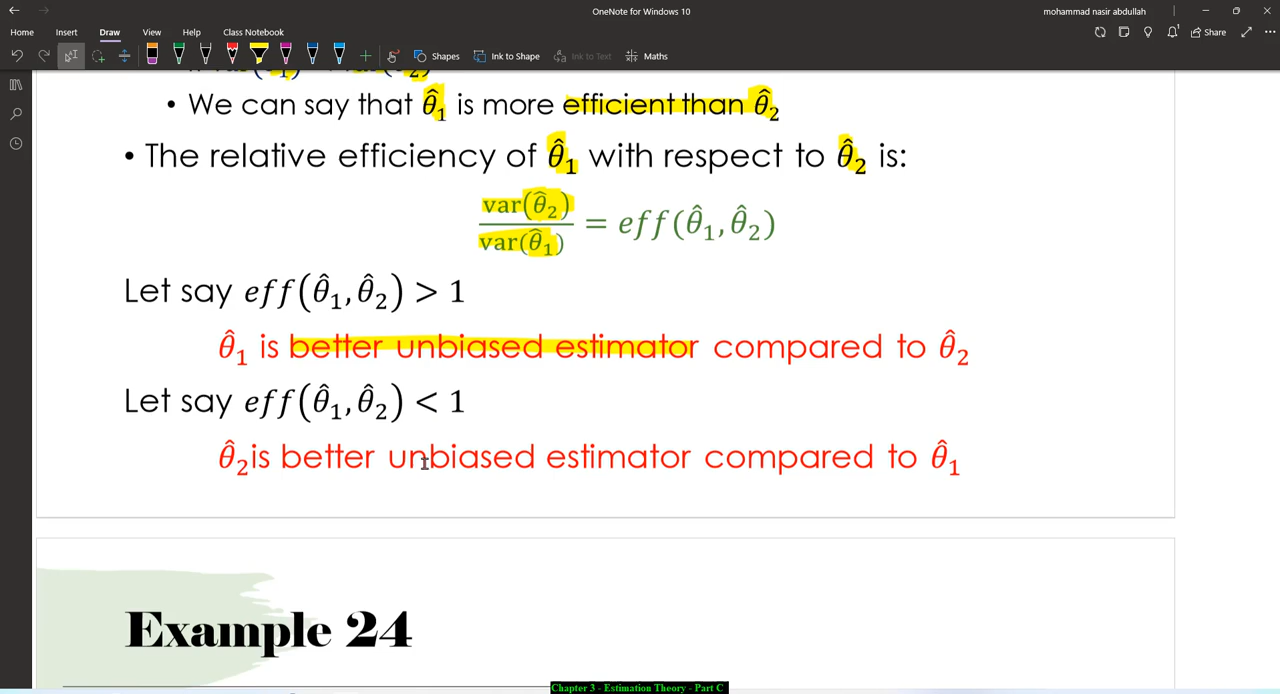 OneNote for Windows 10
mohammad nasir abdullah
Home Insert Draw View Help Class Notebook
Share
Shapes Ink to Shape Ink to Text Maths
• We can say that θ̂₁ is more efficient than θ̂₂
• The relative efficiency of θ̂₁ with respect to θ̂₂ is:
var(θ̂₂)
var(θ̂₁)
= eff(θ̂₁, θ̂₂)
Let say eff(θ̂₁, θ̂₂) > 1
θ̂₁ is better unbiased estimator compared to θ̂₂
Let say eff(θ̂₁, θ̂₂) < 1
θ̂₂is better unbiased estimator compared to θ̂₁
Example 24
Chapter 3 - Estimation Theory - Part C